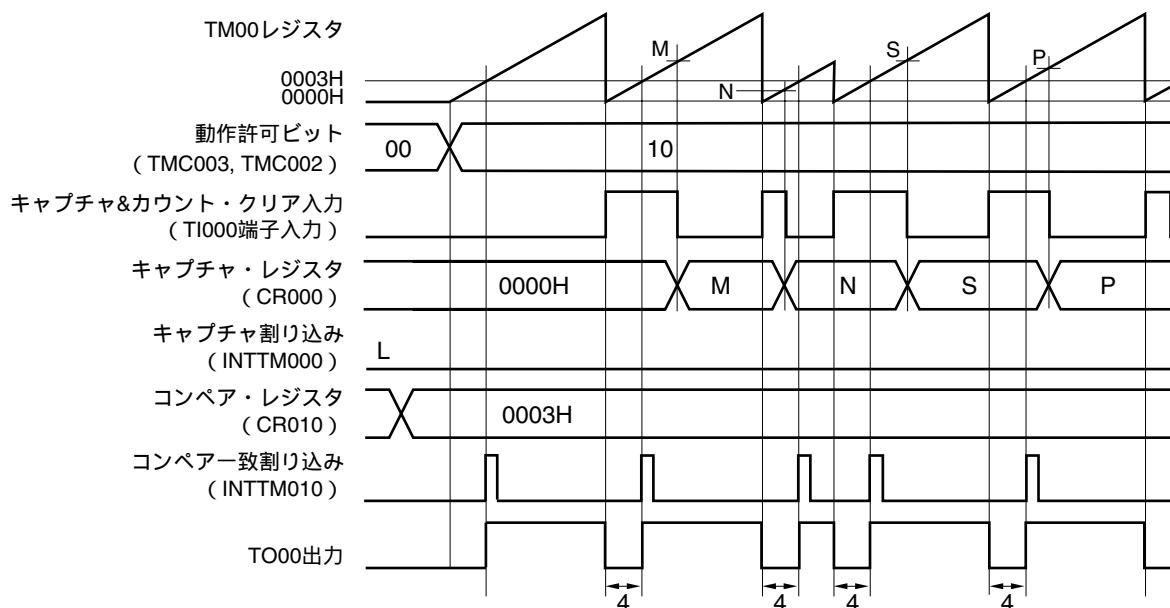 TM00レジスタ
M
S
P
0003H
N
0000H
動作許可ビット
( TMC003, TMC002 )
00
10
キャプチャ&カウント・クリア入力
( TI000端子入力 )
キャプチャ・レジスタ
( CR000 )
0000H
M
N
S
P
キャプチャ割り込み
( INTTM000 )
L
コンペア・レジスタ
( CR010 )
0003H
コンペア一致割り込み
( INTTM010 )
TO00出力
4
4
4
4